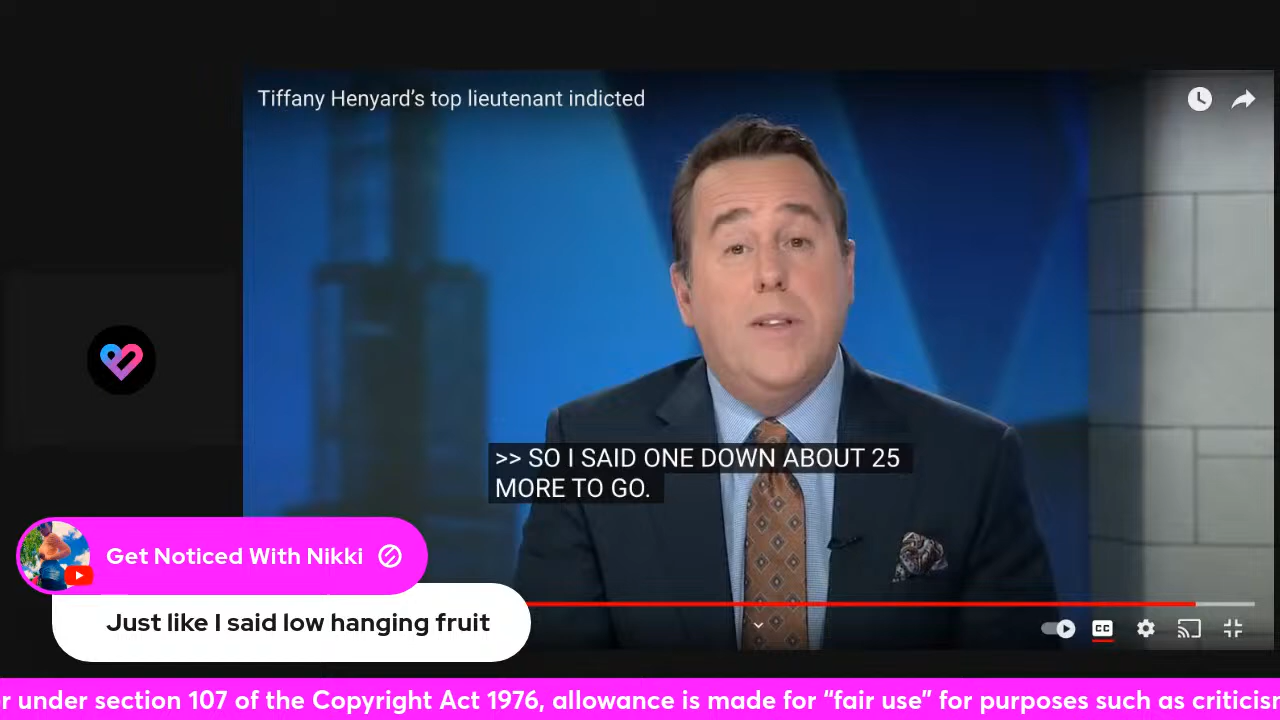 Tiffany Henyard’s top lieutenant indicted
>> SO I SAID ONE DOWN ABOUT 25
MORE TO GO.
Get Noticed With Nikki
Just like I said low hanging fruit
CC
r under section 107 of the Copyright Act 1976, allowance is made for “fair use” for purposes such as criticis